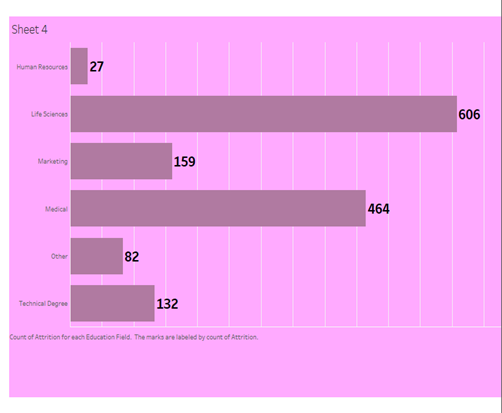 Sheet 4
Human Resources 27
Life Sciences 606
Marketing 159
Medical 464
Other 82
Technical Degree 132
Count of Attrition for each Education Field. The marks are labeled by count of Attrition.